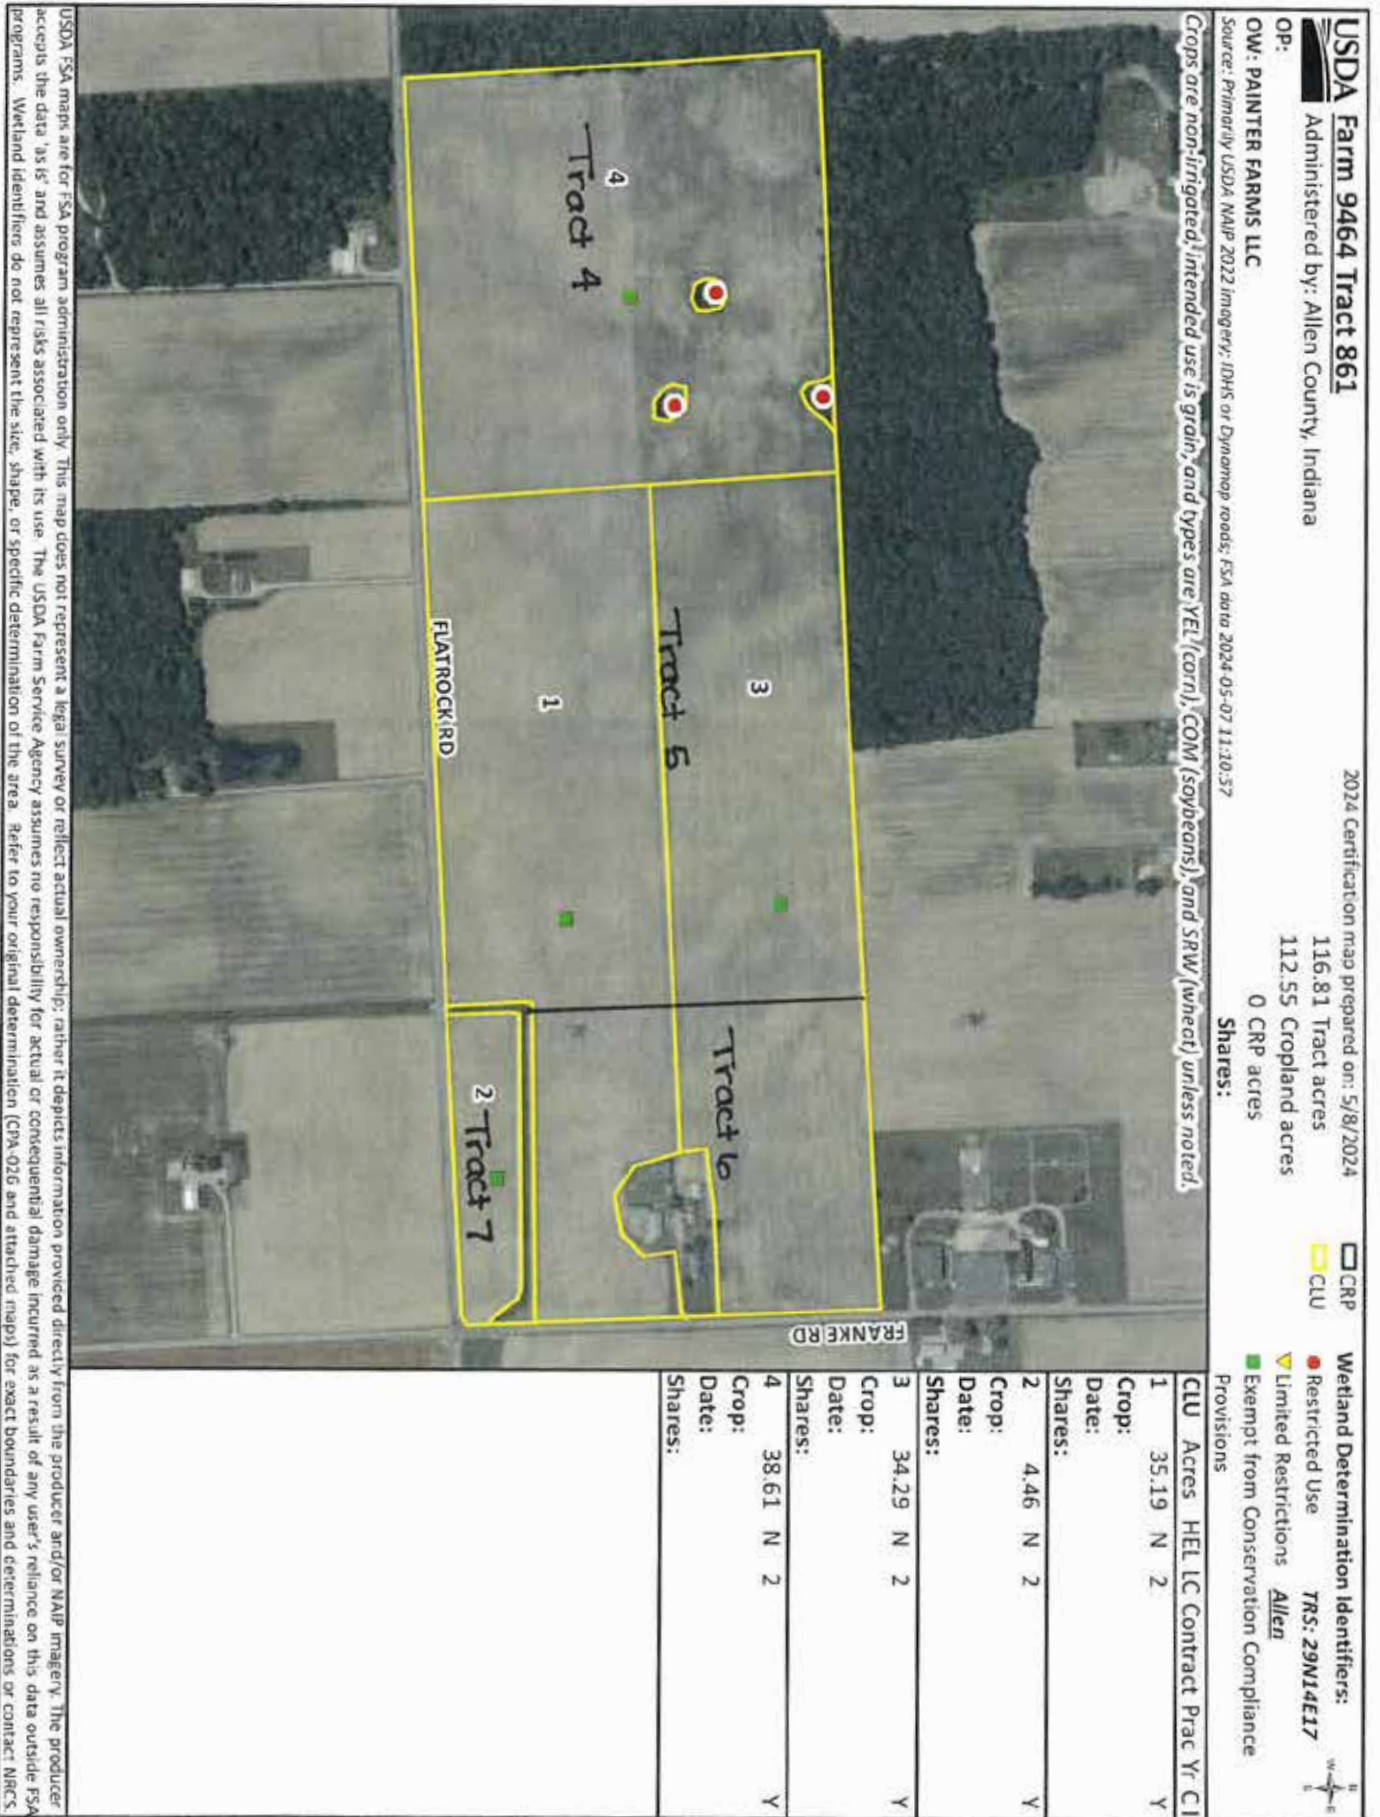 USDA Farm 9464 Tract 861
Administered by: Allen County, Indiana
OP:
OW: PAINTER FARMS LLC
Source: Primarily USDA NAIP 2022 imagery; IDHS or Dynamap roads; FSA data 2024-05-07 11:10:57
Crops are non-irrigated, intended use is grain, and types are YEL (corn), COM (soybeans), and SRW (wheat) unless noted.
2024 Certification map prepared on: 5/8/2024
116.81 Tract acres
112.55 Cropland acres
0 CRP acres
Shares:
CRP
CLU
Wetland Determination Identifiers:
Restricted Use
Limited Restrictions
Exempt from Conservation Compliance
Provisions
TRS: 29N14E17
Allen
N
W
E
S
4
Tract 4
3
Tract 5
1
FLATROCK RD
Tract 6
2
Tract 7
FRANKE RD
CLU Acres HEL LC Contract Prac Yr C I
1 35.19 N 2 Y
Crop:
Date:
Shares:
2 4.46 N 2 Y
Crop:
Date:
Shares:
3 34.29 N 2 Y
Crop:
Date:
Shares:
4 38.61 N 2 Y
Crop:
Date:
Shares:
USDA FSA maps are for FSA program administration only. This map does not represent a legal survey or reflect actual ownership; rather it depicts information provided directly from the producer and/or NAIP imagery. The producer
accepts the data 'as is' and assumes all risks associated with its use. The USDA Farm Service Agency assumes no responsibility for actual or consequential damage incurred as a result of any user's reliance on this data outside FSA
programs. Wetland identifiers do not represent the size, shape, or specific determination of the area. Refer to your original determination (CPA-026 and attached maps) for exact boundaries and determinations or contact NRCS.